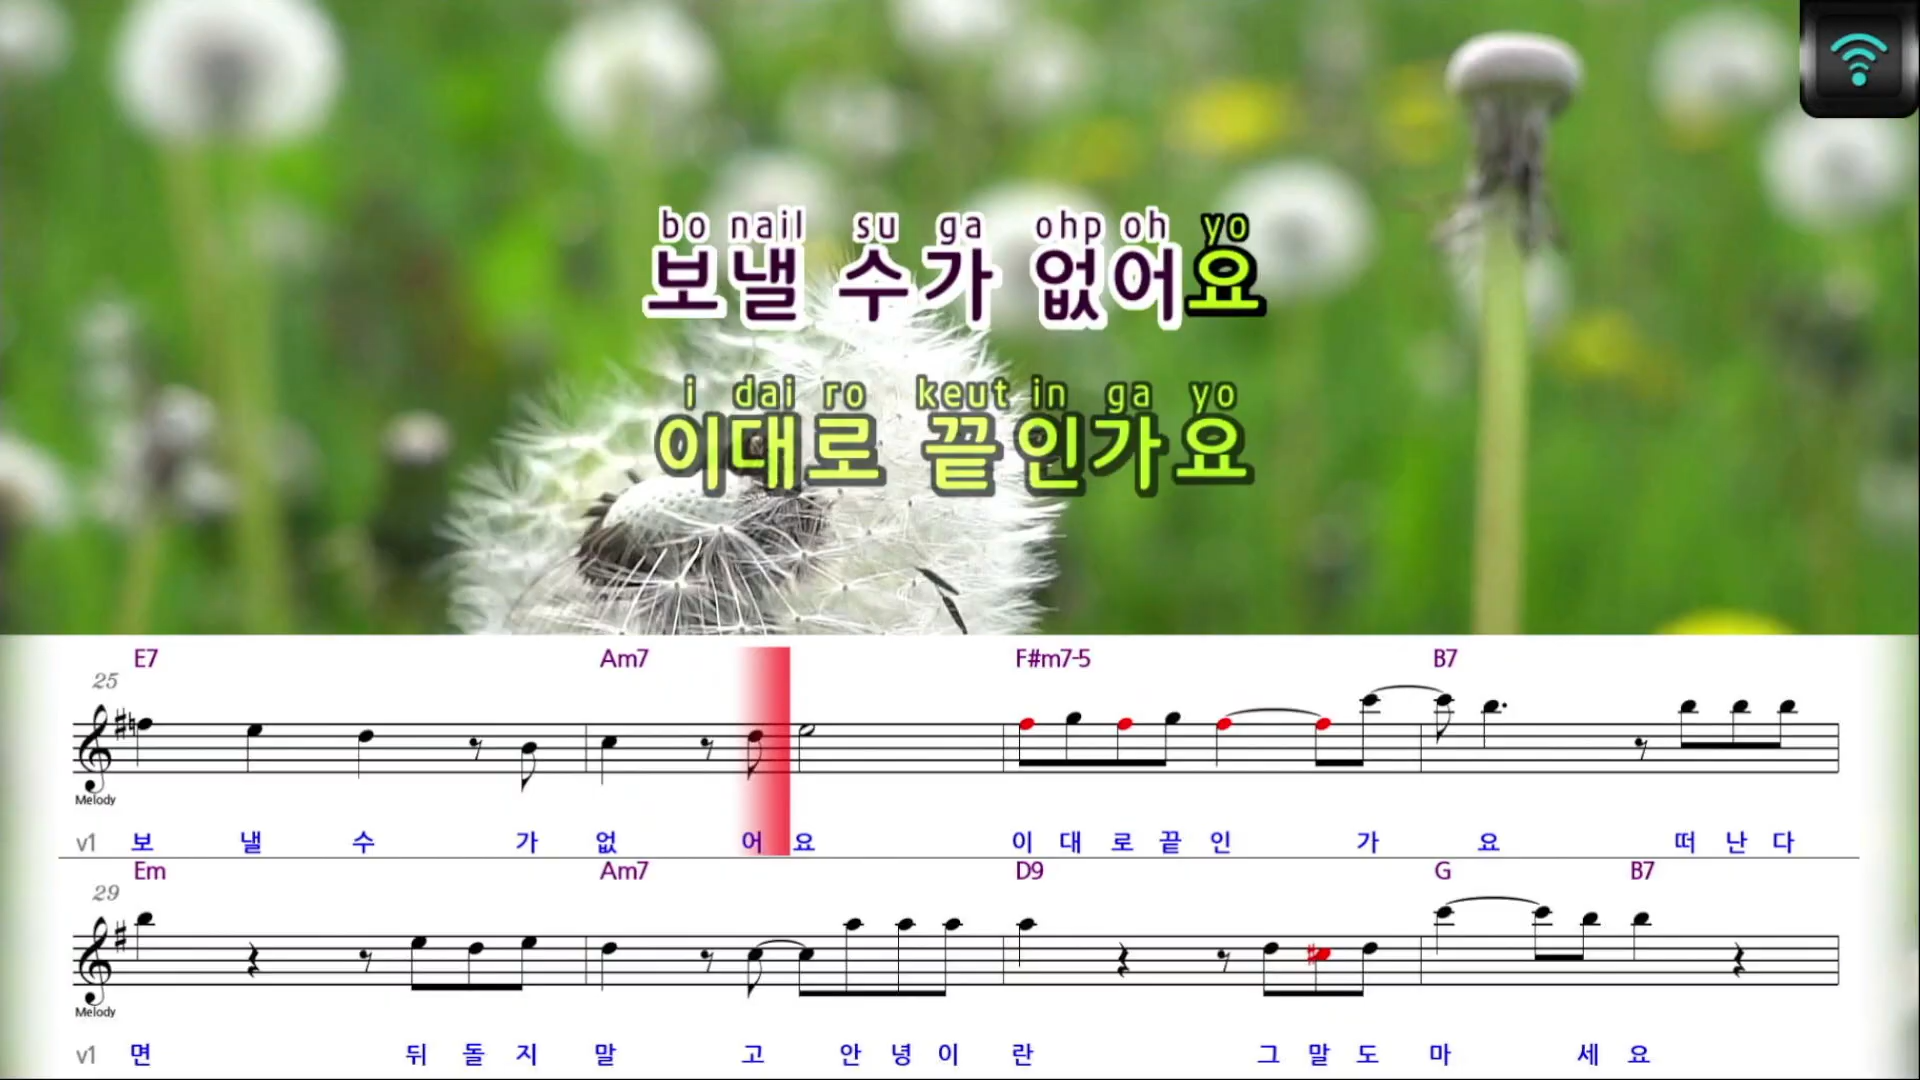 bo nail su ga ohp oh yo
보낼 수가 없어요
i dai ro keut in ga yo
이대로 끝인가요
E7 Am7 F#m7-5 B7
25
Melody
v1 보 낼 수 가 없 어 요 이 대 로 끝 인 가 요 떠 난 다
Em Am7 D9 G B7
29
Melody
v1 면 뒤 돌 지 말 고 안 녕 이 란 그 말 도 마 세 요